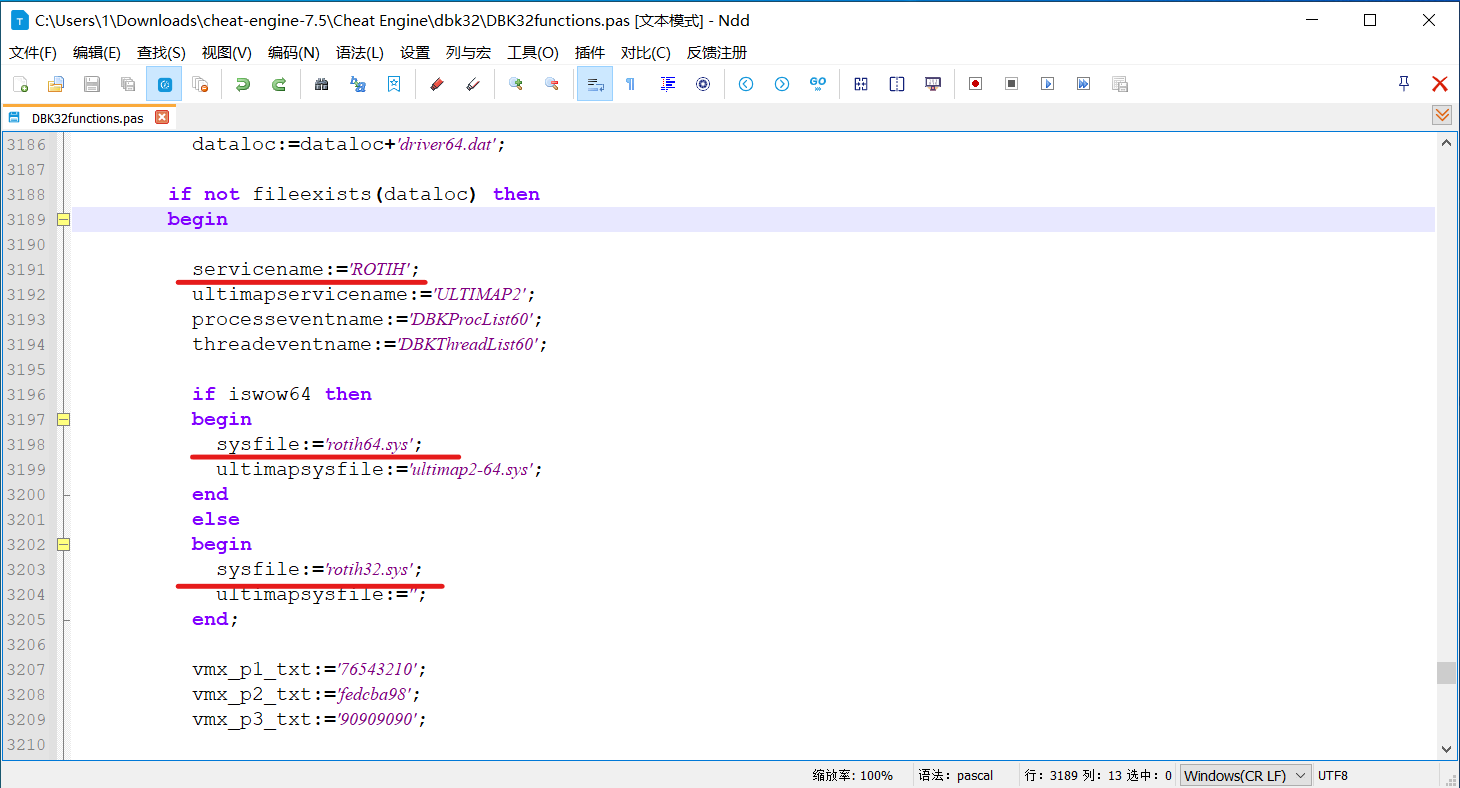 C:\Users\1\Downloads\cheat-engine-7.5\Cheat Engine\dbk32\DBK32functions.pas [文本模式] - Ndd
文件(F) 编辑(E) 查找(S) 视图(V) 编码(N) 语法(L) 设置 列与宏 工具(O) 插件 对比(C) 反馈注册
DBK32functions.pas
3186 dataloc:=dataloc+'driver64.dat';
3187
3188 if not fileexists(dataloc) then
3189 begin
3190
3191 servicename:='ROTIH';
3192 ultimapservicename:='ULTIMAP2';
3193 processeventname:='DBKProcList60';
3194 threadeventname:='DBKThreadList60';
3195
3196 if iswow64 then
3197 begin
3198 sysfile:='rotih64.sys';
3199 ultimapsysfile:='ultimap2-64.sys';
3200 end
3201 else
3202 begin
3203 sysfile:='rotih32.sys';
3204 ultimapsysfile:='';
3205 end;
3206
3207 vmx_p1_txt:='76543210';
3208 vmx_p2_txt:='fedcba98';
3209 vmx_p3_txt:='90909090';
3210
缩放率: 100% 语法: pascal 行: 3189 列: 13 选中: 0 Windows(CR LF) UTF8